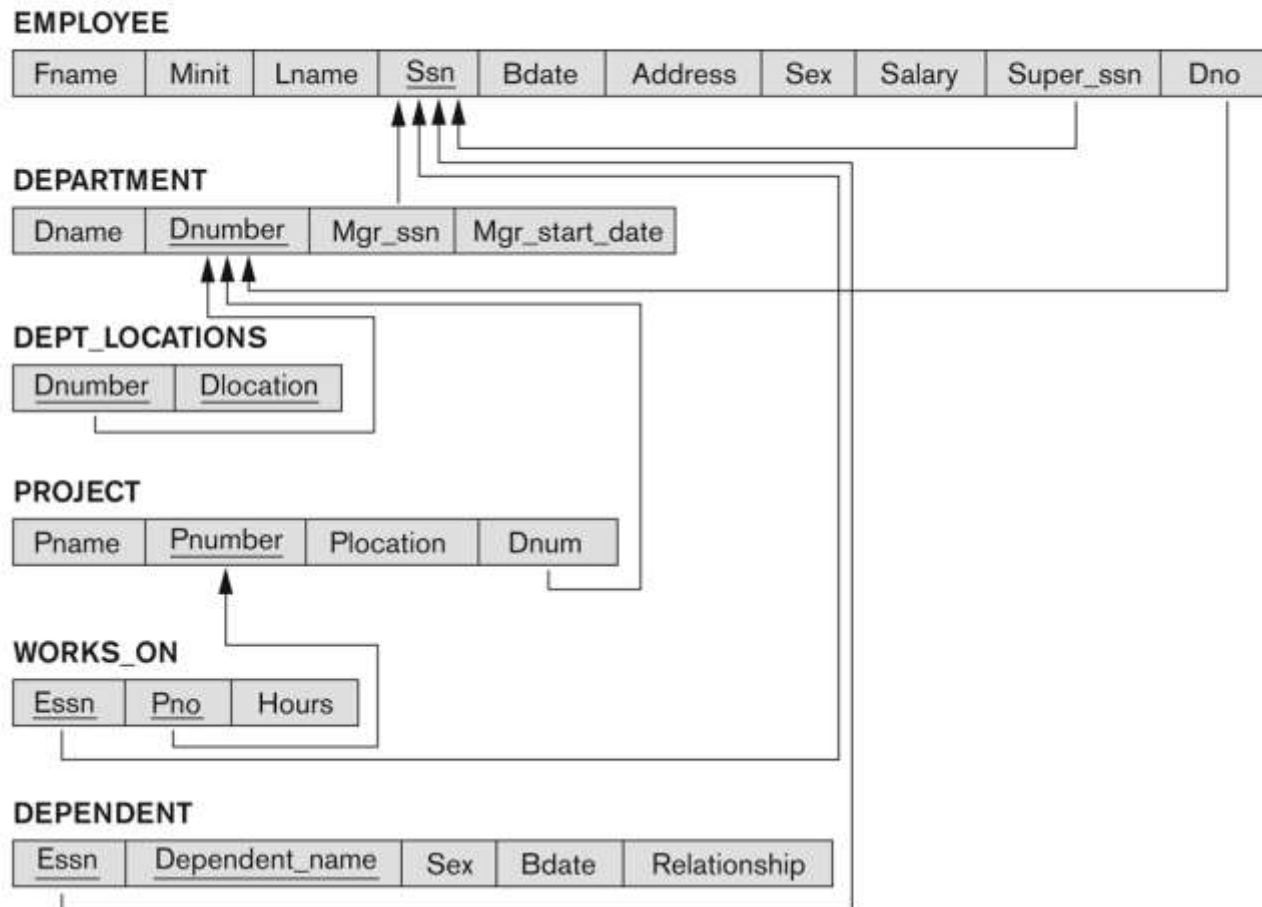 EMPLOYEE
Fname Minit Lname Ssn Bdate Address Sex Salary Super_ssn Dno
DEPARTMENT
Dname Dnumber Mgr_ssn Mgr_start_date
DEPT_LOCATIONS
Dnumber Dlocation
PROJECT
Pname Pnumber Plocation Dnum
WORKS_ON
Essn Pno Hours
DEPENDENT
Essn Dependent_name Sex Bdate Relationship